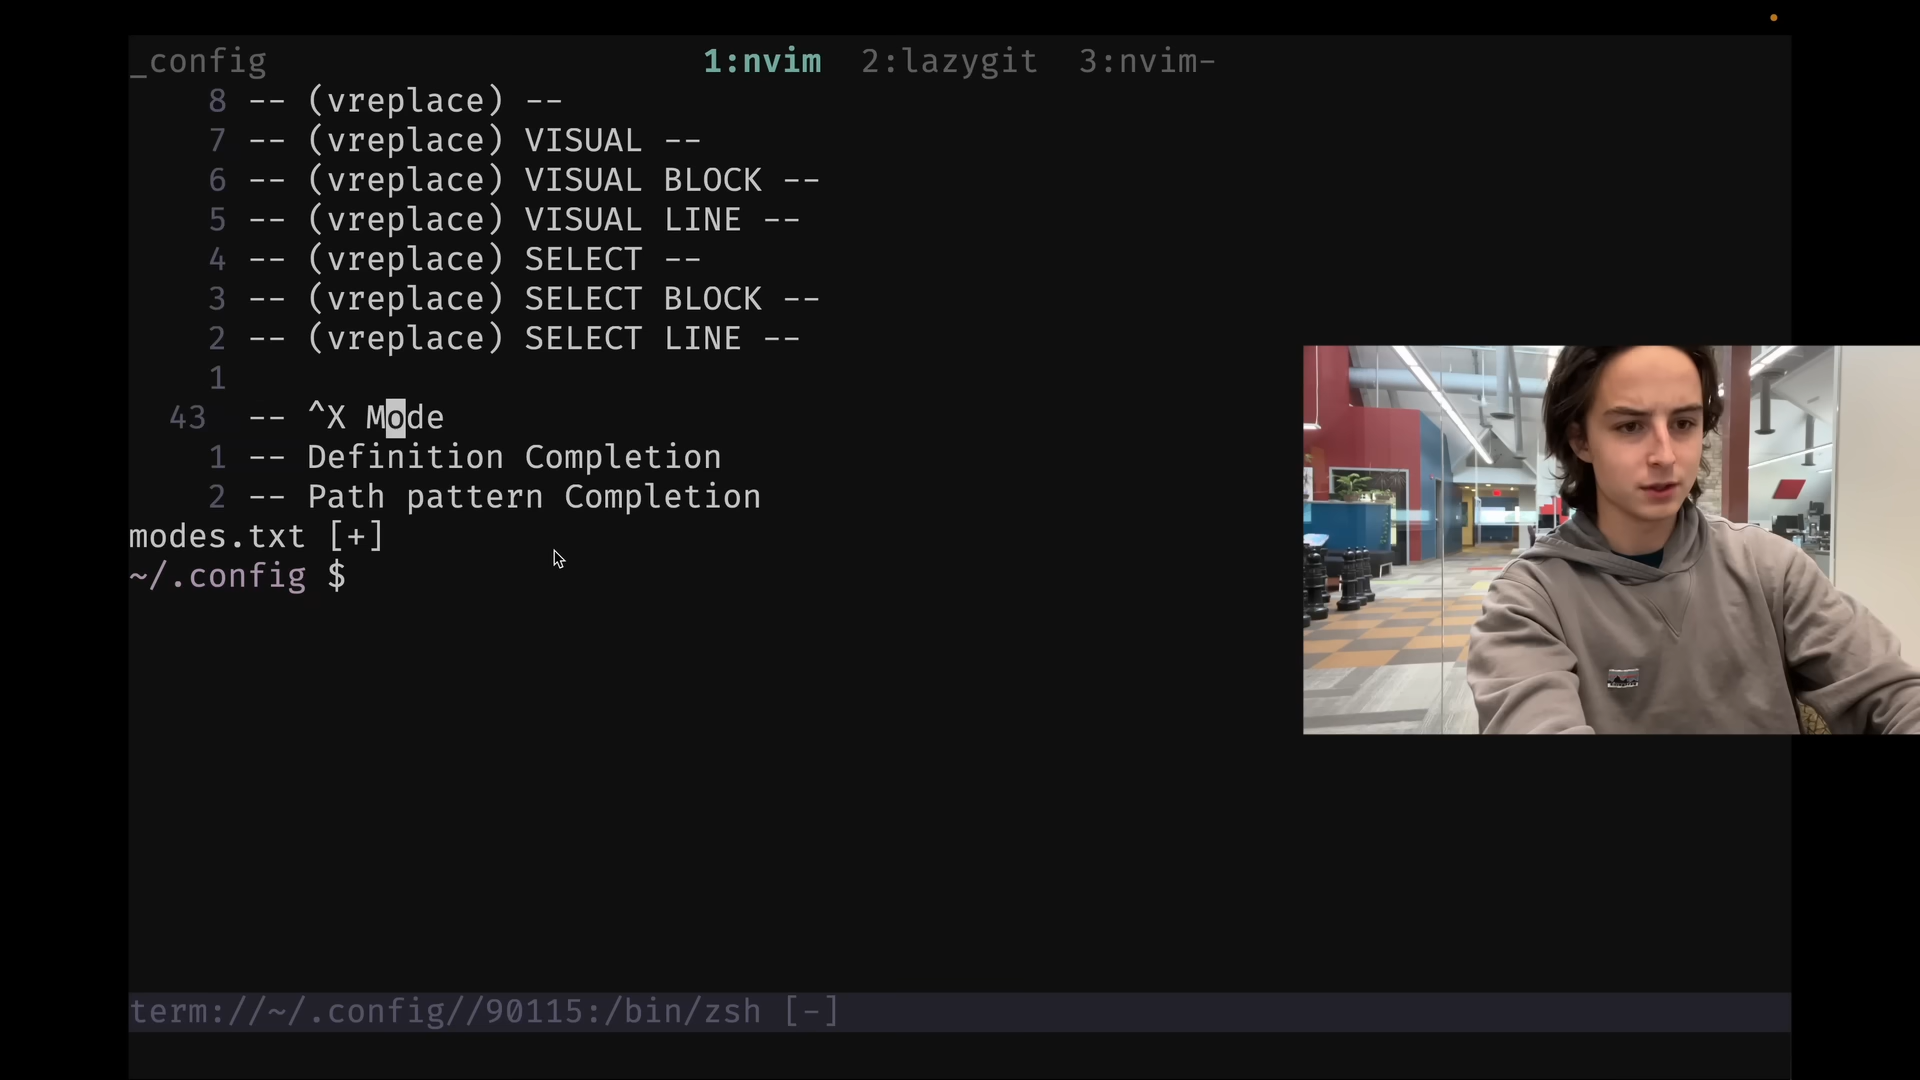 _config 1:nvim 2:lazygit 3:nvim-
8 -- (vreplace) --
7 -- (vreplace) VISUAL --
6 -- (vreplace) VISUAL BLOCK --
5 -- (vreplace) VISUAL LINE --
4 -- (vreplace) SELECT --
3 -- (vreplace) SELECT BLOCK --
2 -- (vreplace) SELECT LINE --
1
43 -- ^X Mode
1 -- Definition Completion
2 -- Path pattern Completion
modes.txt [+]
~/.config $
term://~/.config//90115:/bin/zsh [-]